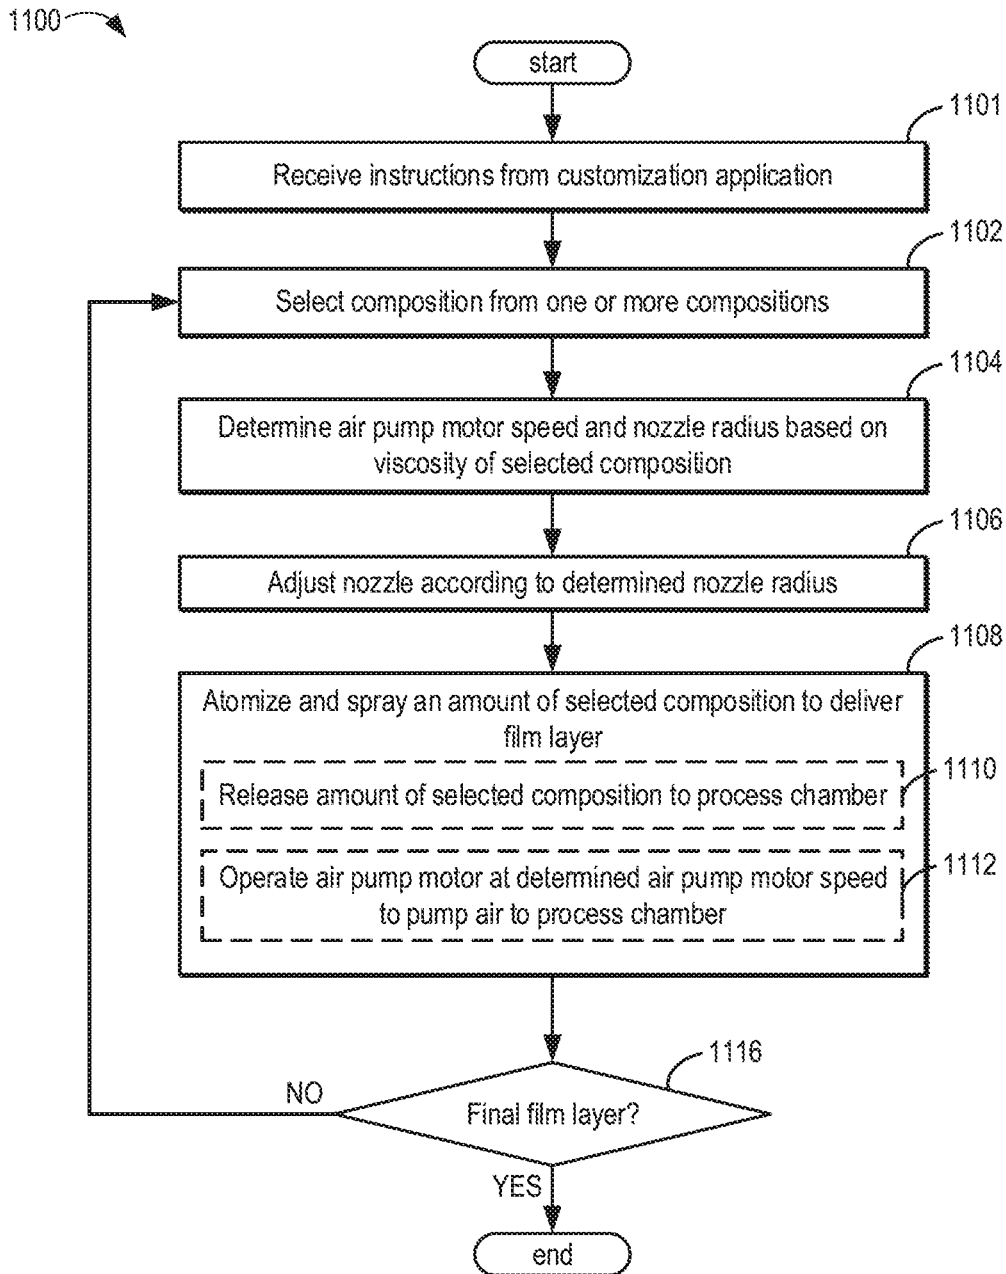 1100
start
1101
Receive instructions from customization application
1102
Select composition from one or more compositions
1104
Determine air pump motor speed and nozzle radius based on
viscosity of selected composition
1106
Adjust nozzle according to determined nozzle radius
1108
Atomize and spray an amount of selected composition to deliver
film layer
1110
Release amount of selected composition to process chamber
1112
Operate air pump motor at determined air pump motor speed
to pump air to process chamber
1116
NO
Final film layer?
YES
end